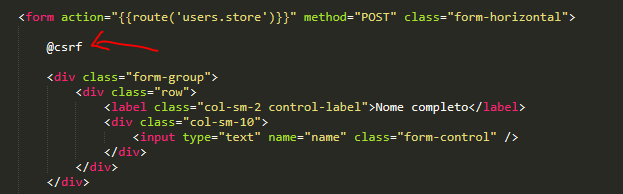 <form action="{{route('users.store')}}" method="POST" class="form-horizontal">
@csrf
<div class="form-group">
<div class="row">
<label class="col-sm-2 control-label">Nome completo</label>
<div class="col-sm-10">
<input type="text" name="name" class="form-control" />
</div>
</div>
</div>